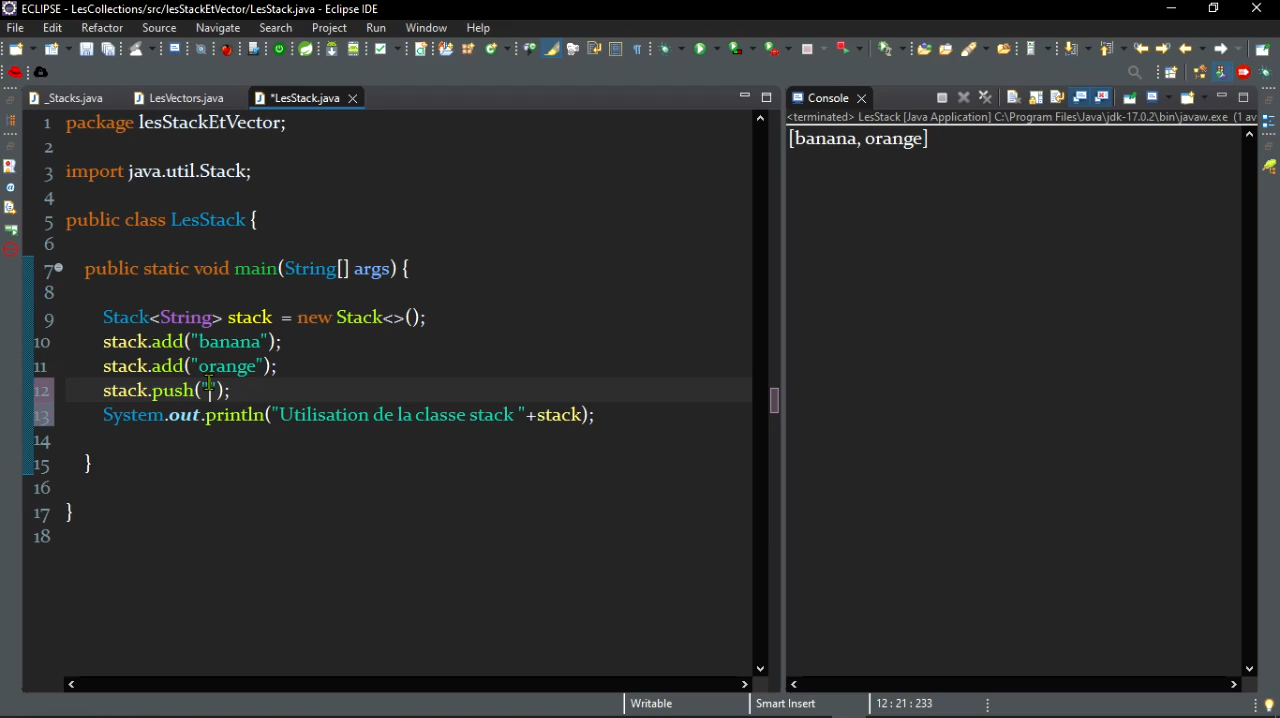 ECLIPSE - LesCollections/src/lesStackEtVector/LesStack.java - Eclipse IDE
File Edit Refactor Source Navigate Search Project Run Window Help
_Stacks.java LesVectors.java *LesStack.java Console
<terminated> LesStack [Java Application] C:\Program Files\Java\jdk-17.0.2\bin\javaw.exe (1 av
[banana, orange]
1 package lesStackEtVector;
2
3 import java.util.Stack;
4
5 public class LesStack {
6
7 public static void main(String[] args) {
8
9 Stack<String> stack = new Stack<>();
10 stack.add("banana");
11 stack.add("orange");
12 stack.push("");
13 System.out.println("Utilisation de la classe stack "+stack);
14
15 }
16
17 }
18
Writable Smart Insert 12 : 21 : 233